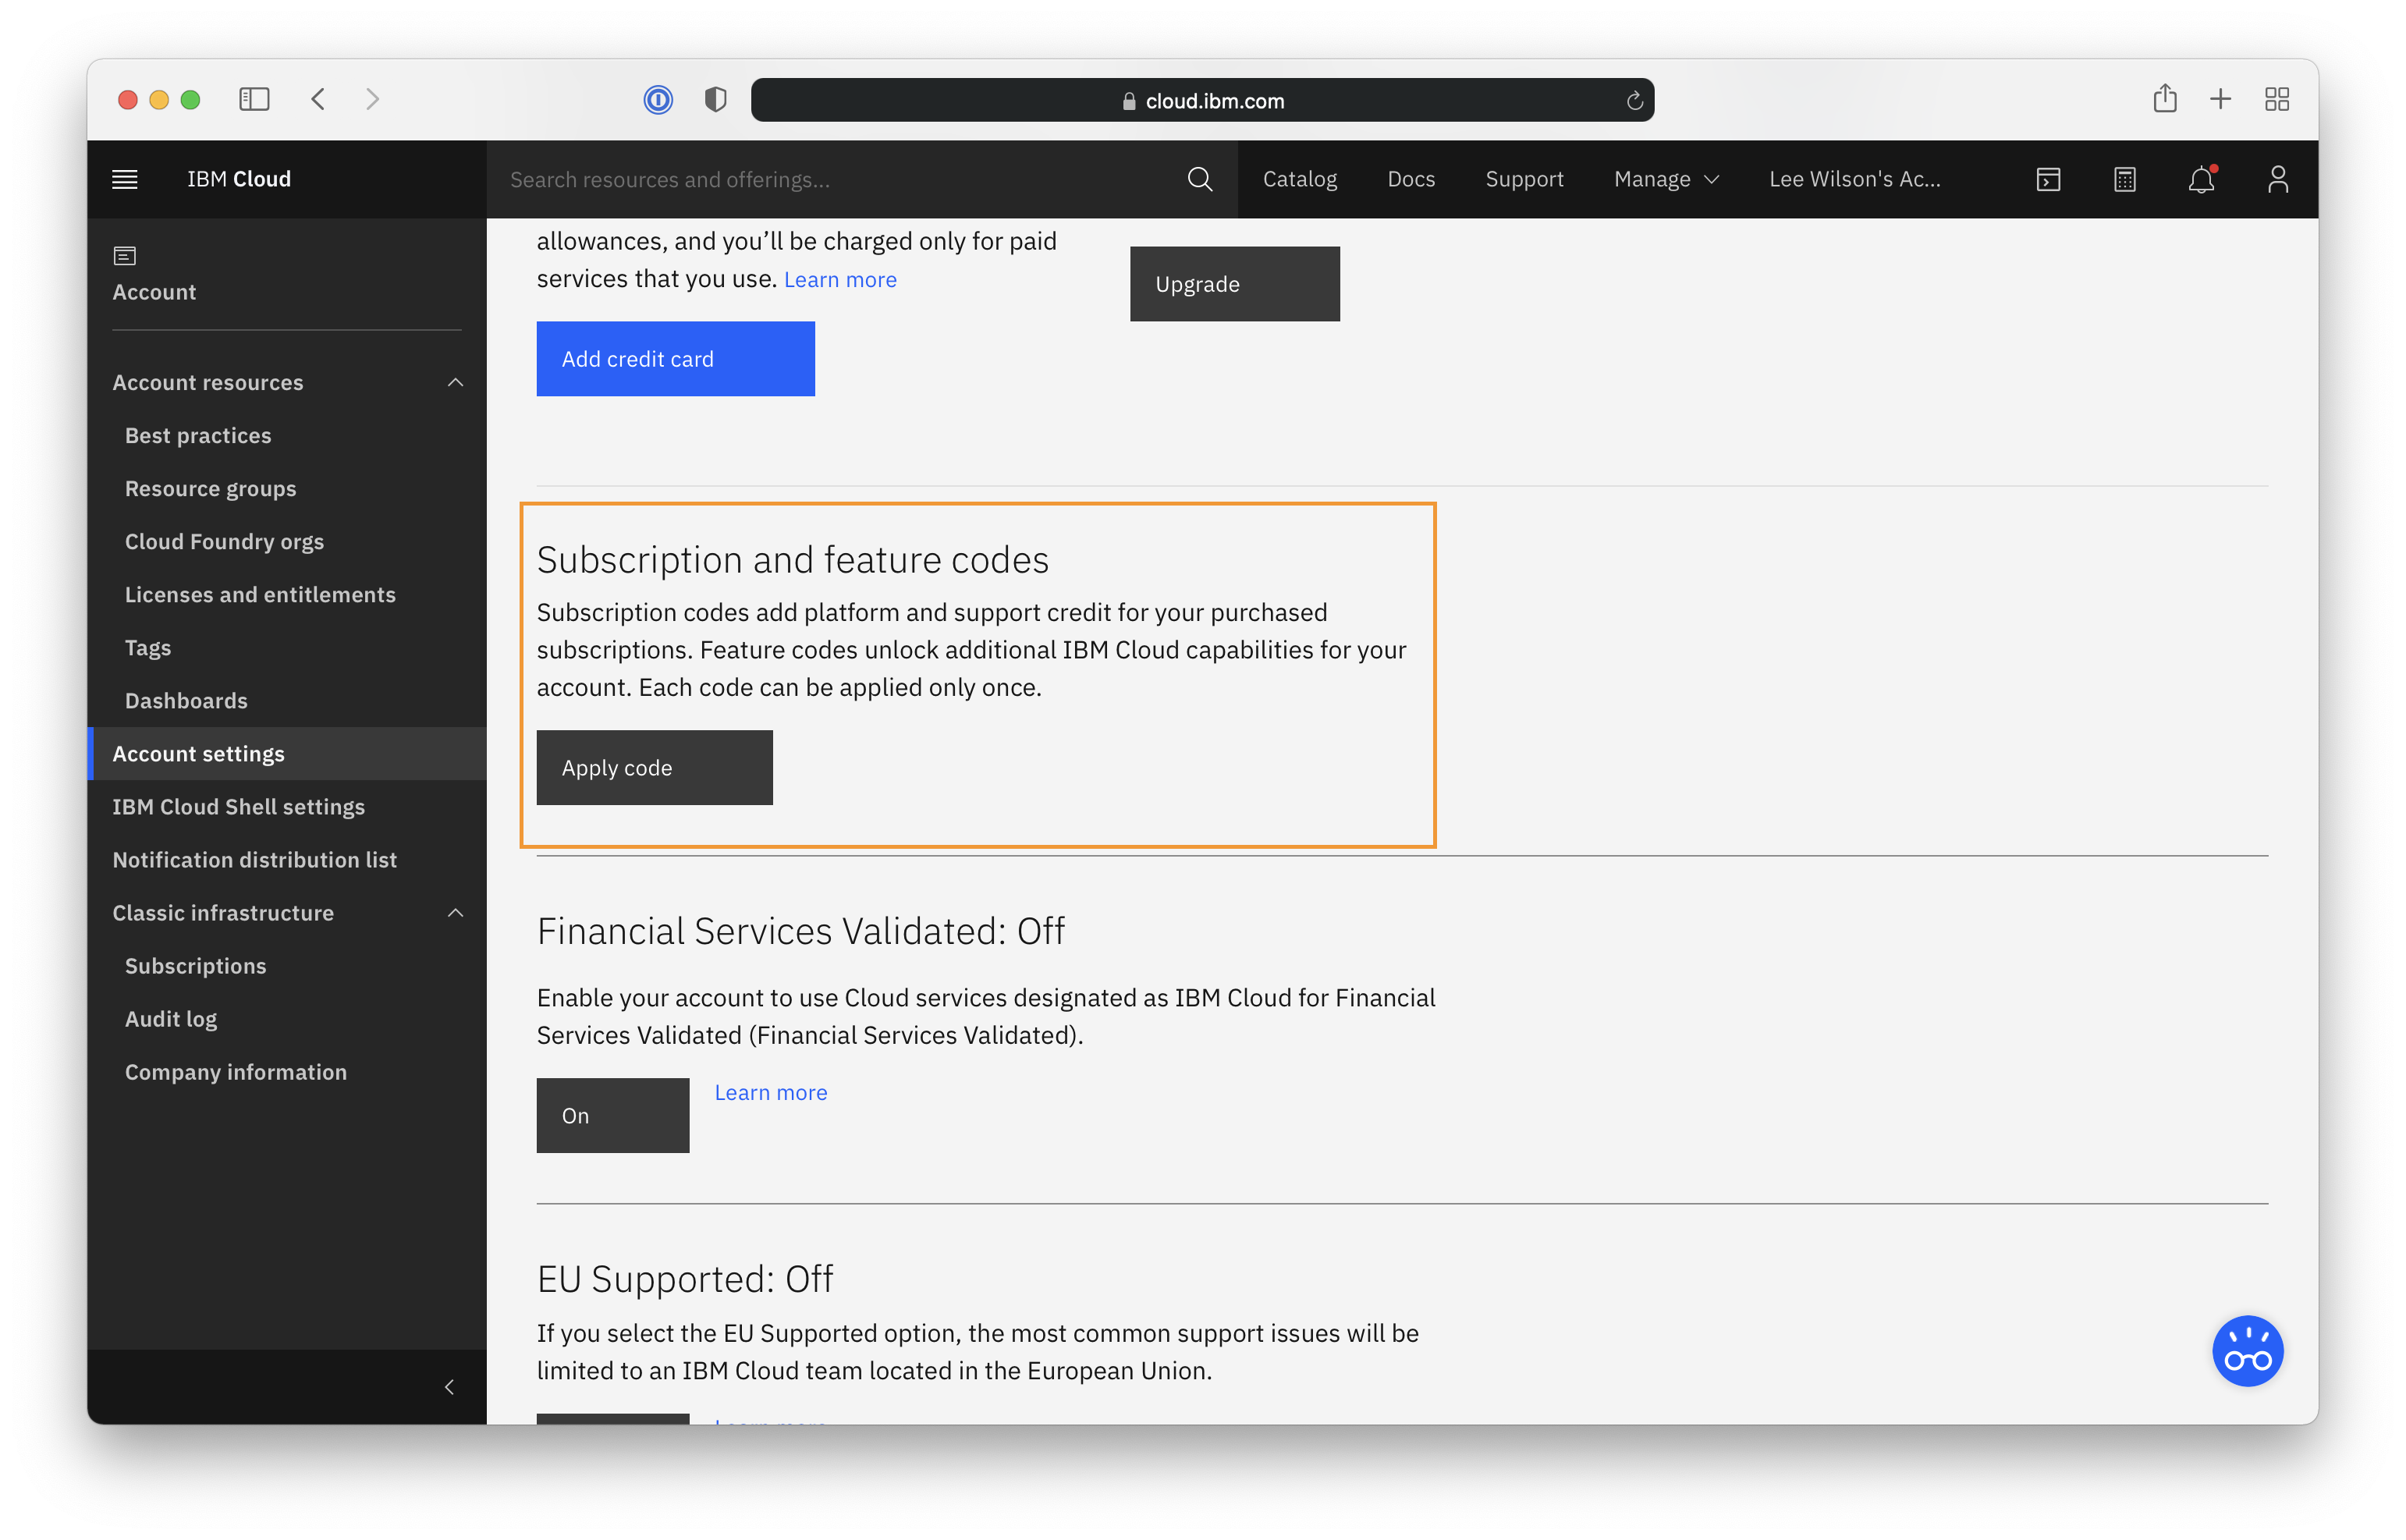 cloud.ibm.com
IBM Cloud
Search resources and offerings...
Catalog
Docs
Support
Manage
Lee Wilson's Ac...
Account
Account resources
Best practices
Resource groups
Cloud Foundry orgs
Licenses and entitlements
Tags
Dashboards
Account settings
IBM Cloud Shell settings
Notification distribution list
Classic infrastructure
Subscriptions
Audit log
Company information
allowances, and you’ll be charged only for paid
services that you use. Learn more
Add credit card
Upgrade
Subscription and feature codes
Subscription codes add platform and support credit for your purchased
subscriptions. Feature codes unlock additional IBM Cloud capabilities for your
account. Each code can be applied only once.
Apply code
Financial Services Validated: Off
Enable your account to use Cloud services designated as IBM Cloud for Financial
Services Validated (Financial Services Validated).
On
Learn more
EU Supported: Off
If you select the EU Supported option, the most common support issues will be
limited to an IBM Cloud team located in the European Union.